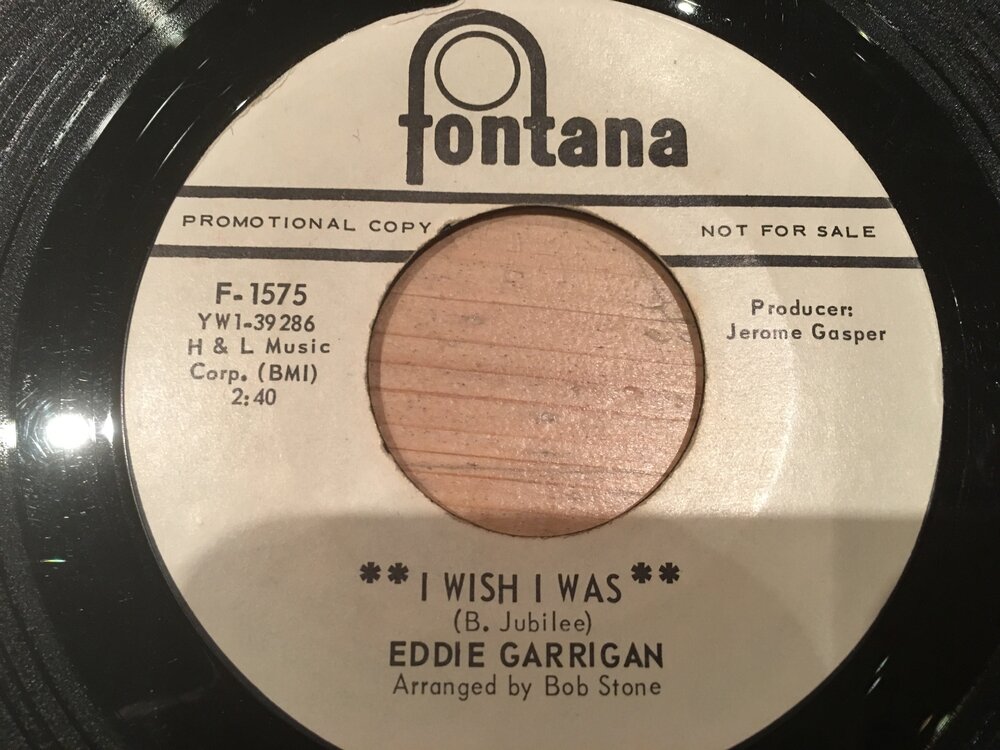 fontana
PROMOTIONAL COPY NOT FOR SALE
F-1575
YW1-39286
H & L Music
Corp. (BMI)
2:40
Producer:
Jerome Gasper
**I WISH I WAS**
(B. Jubilee)
EDDIE GARRIGAN
Arranged by Bob Stone